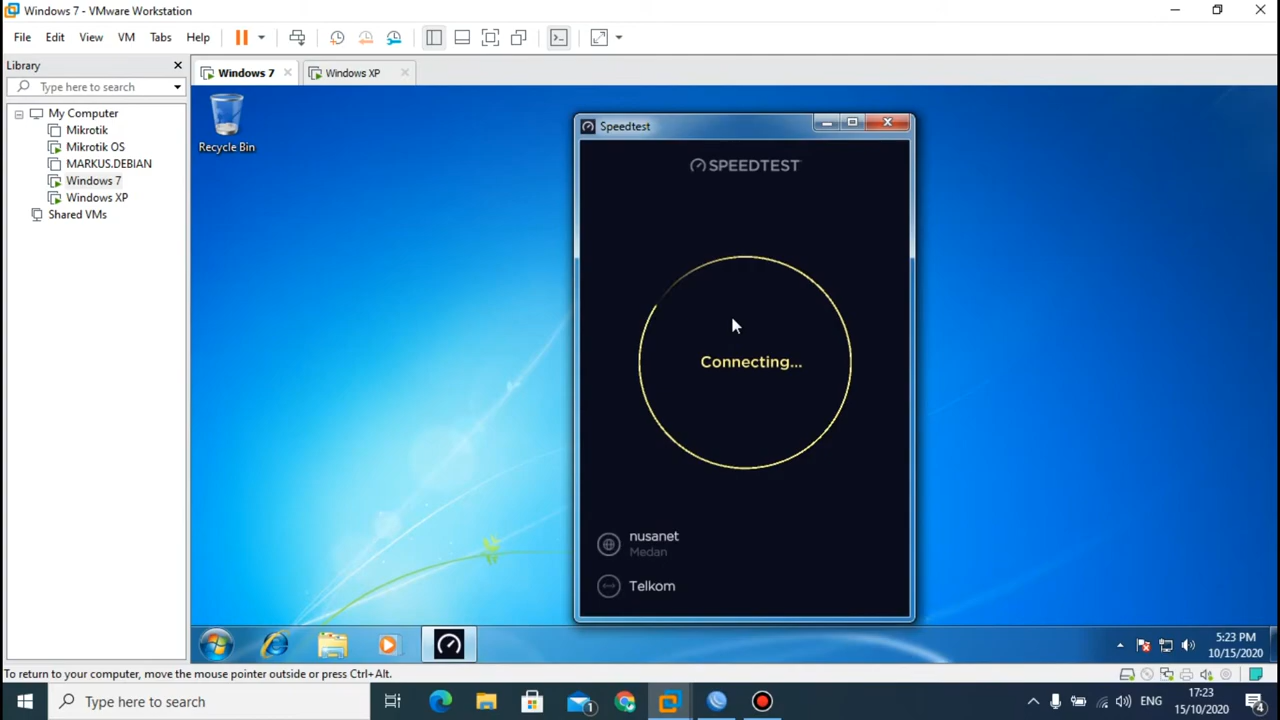 Windows 7 - VMware Workstation
File Edit View VM Tabs Help
Library
Type here to search
My Computer
Mikrotik
Mikrotik OS
MARKUS.DEBIAN
Windows 7
Windows XP
Shared VMs
Windows 7
Windows XP
Recycle Bin
Speedtest
SPEEDTEST
Connecting...
nusanet
Medan
Telkom
5:23 PM
10/15/2020
To return to your computer, move the mouse pointer outside or press Ctrl+Alt.
Type here to search
1
ENG
17:23
15/10/2020
4